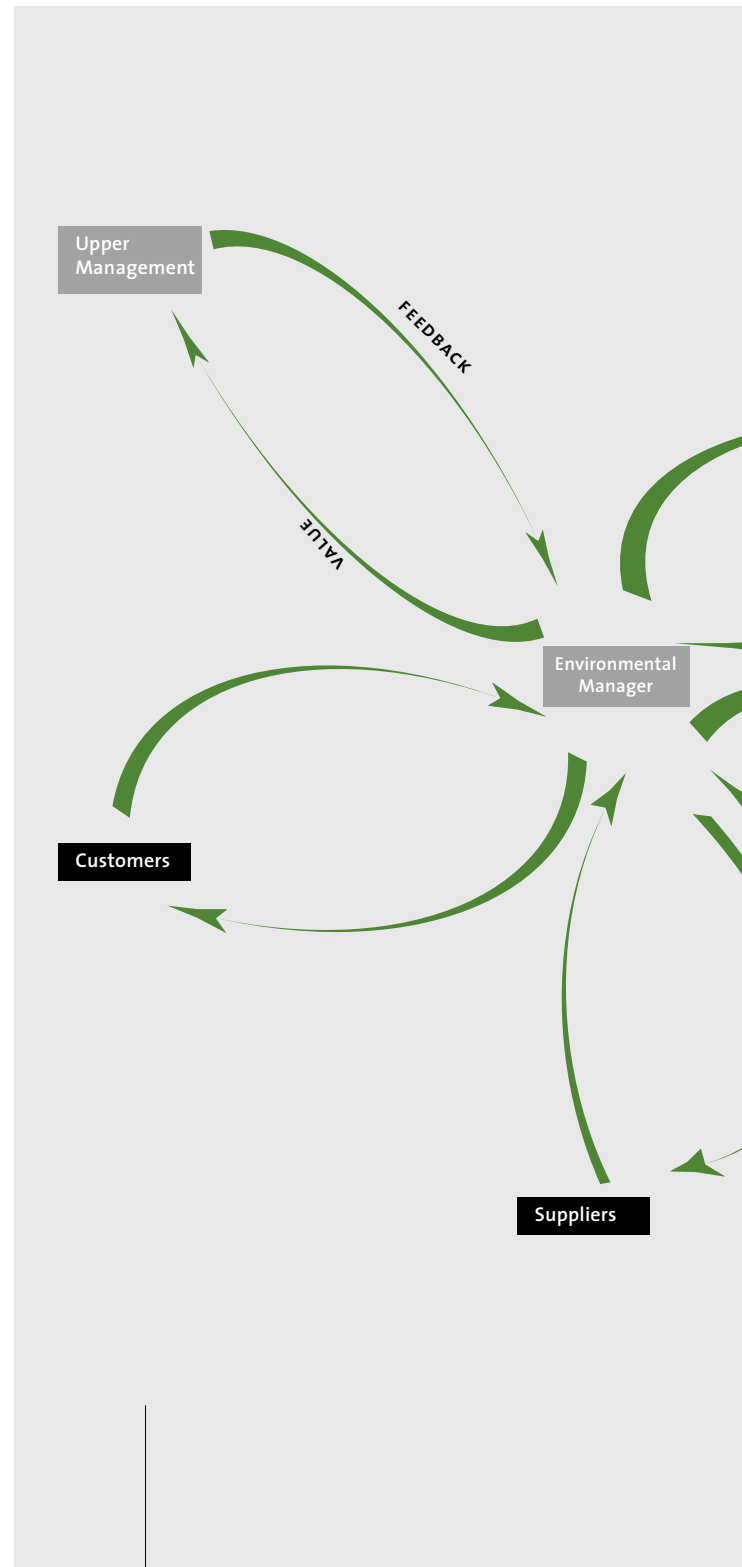 Upper
Management
FEEDBACK
VALUE
Environmental
Manager
Customers
Suppliers